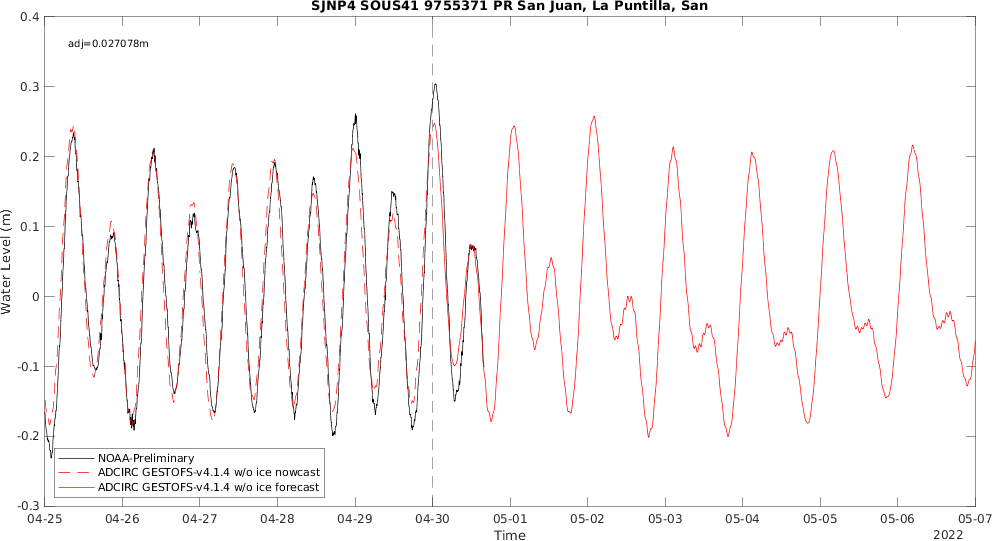 SJNP4 SOUS41 9755371 PR San Juan, La Puntilla, San
adj=0.027078m
0.4
0.3
0.2
0.1
0
-0.1
-0.2
-0.3
Water Level (m)
NOAA-Preliminary
ADCIRC GESTOFS-v4.1.4 w/o ice nowcast
ADCIRC GESTOFS-v4.1.4 w/o ice forecast
04-25 04-26 04-27 04-28 04-29 04-30 05-01 05-02 05-03 05-04 05-05 05-06 05-07
Time
2022